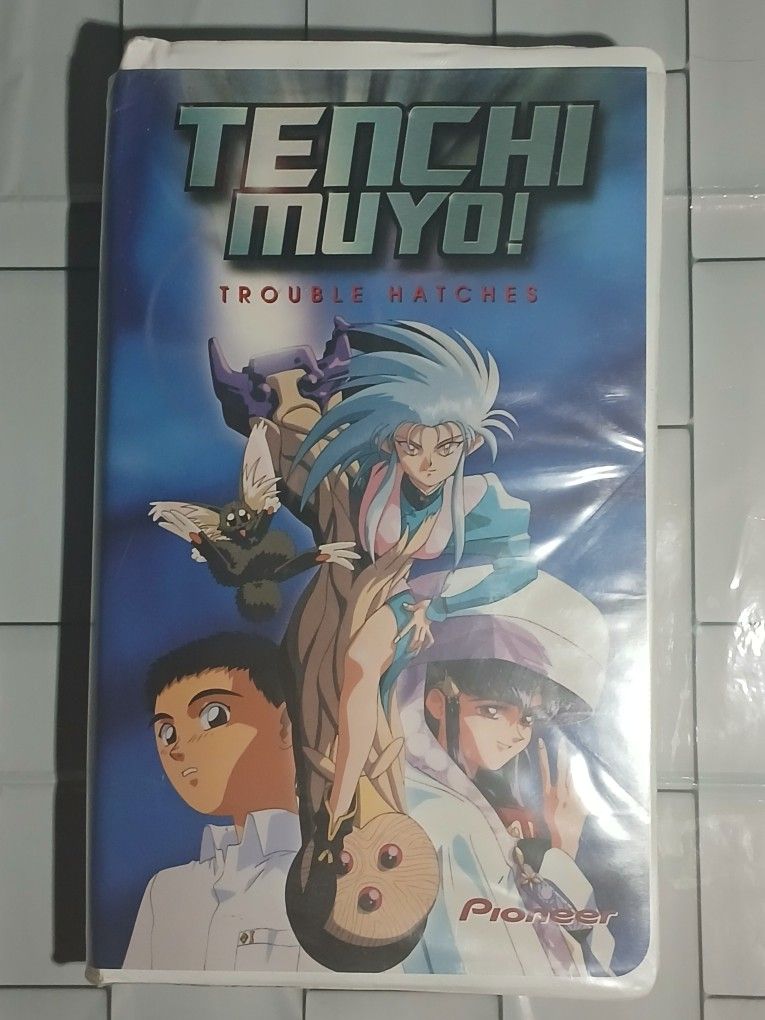 TENCHI
MUYO!
TROUBLE HATCHES
Pioneer